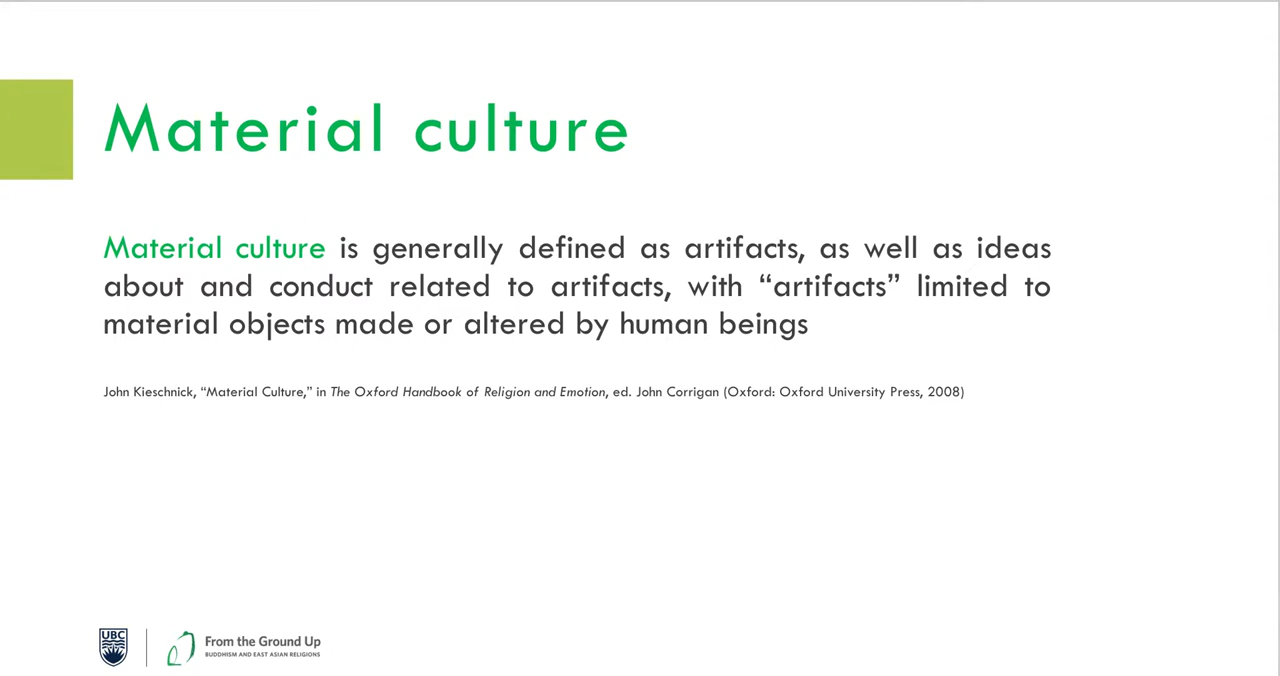 Material culture
Material culture is generally defined as artifacts, as well as ideas
about and conduct related to artifacts, with “artifacts” limited to
material objects made or altered by human beings
John Kieschnick, “Material Culture,” in The Oxford Handbook of Religion and Emotion, ed. John Corrigan (Oxford: Oxford University Press, 2008)
UBC
From the Ground Up
BUDDHISM AND EAST ASIAN RELIGIONS